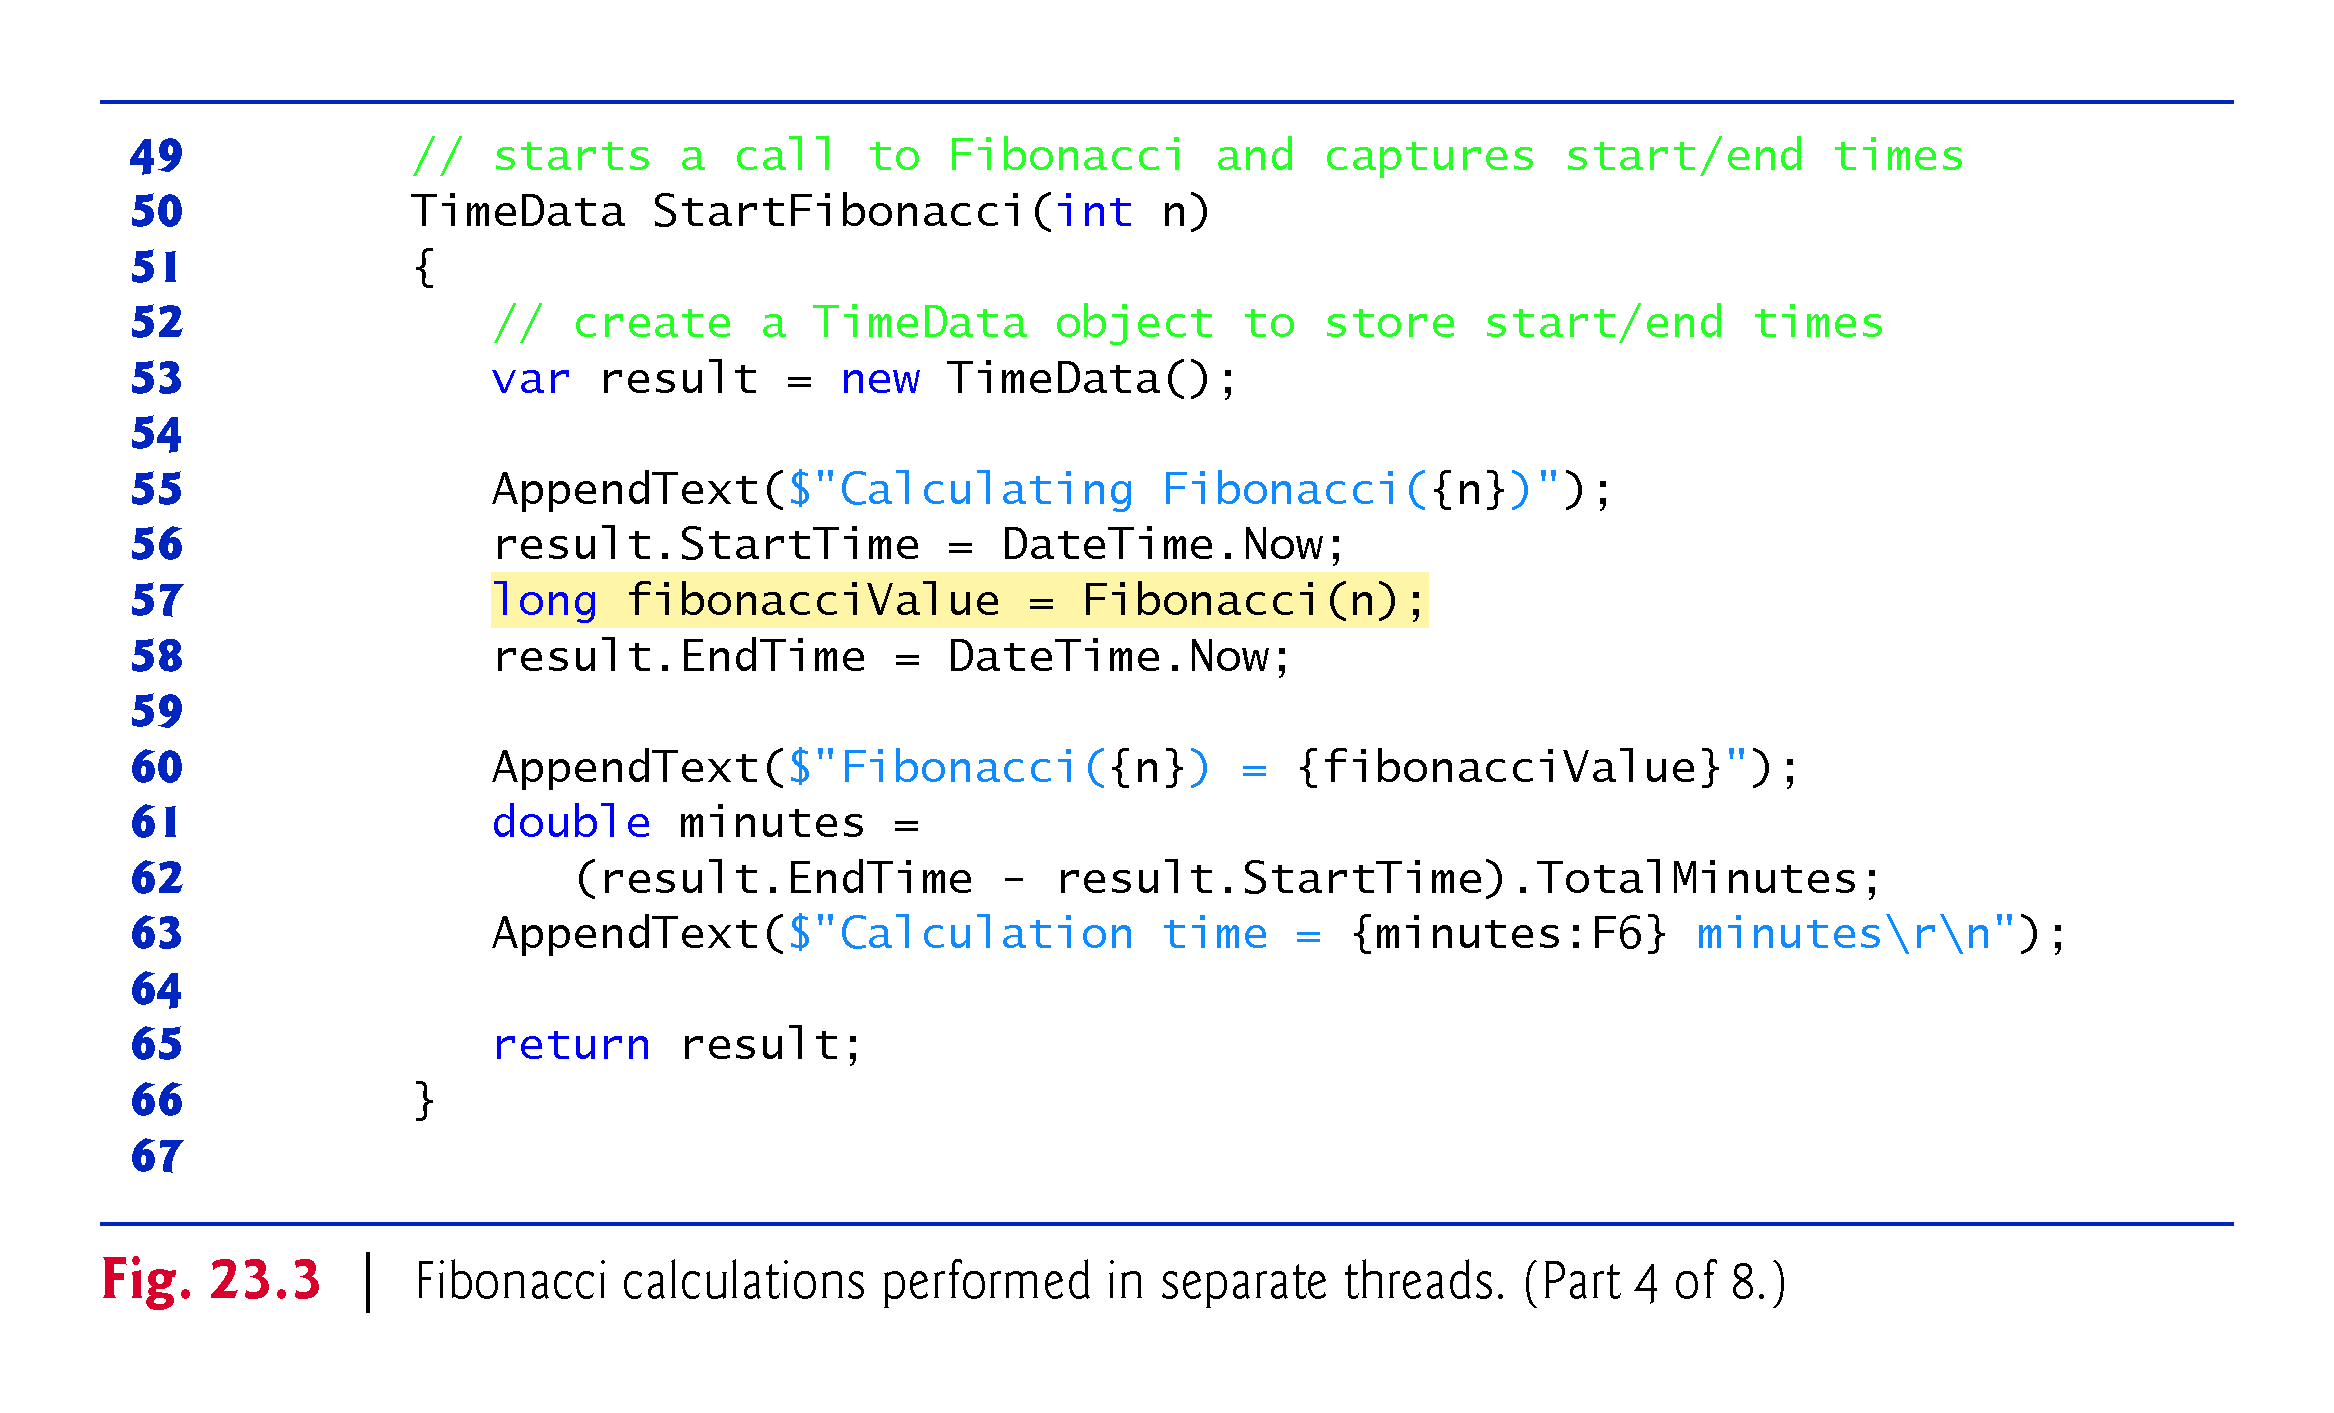 49 // starts a call to Fibonacci and captures start/end times
50 TimeData StartFibonacci(int n)
51 {
52 // create a TimeData object to store start/end times
53 var result = new TimeData();
54
55 AppendText($"Calculating Fibonacci({n})");
56 result.StartTime = DateTime.Now;
57 long fibonacciValue = Fibonacci(n);
58 result.EndTime = DateTime.Now;
59
60 AppendText($"Fibonacci({n}) = {fibonacciValue}");
61 double minutes =
62 (result.EndTime - result.StartTime).TotalMinutes;
63 AppendText($"Calculation time = {minutes:F6} minutes\r\n");
64
65 return result;
66 }
67
Fig. 23.3 | Fibonacci calculations performed in separate threads. (Part 4 of 8.)